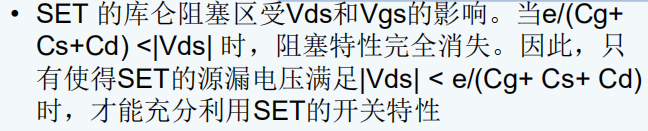 • SET 的库仑阻塞区受Vds和Vgs的影响。当e/(Cg+
Cs+Cd) <|Vds| 时，阻塞特性完全消失。因此，只
有使得SET的源漏电压满足|Vds| < e/(Cg+ Cs+ Cd)
时，才能充分利用SET的开关特性